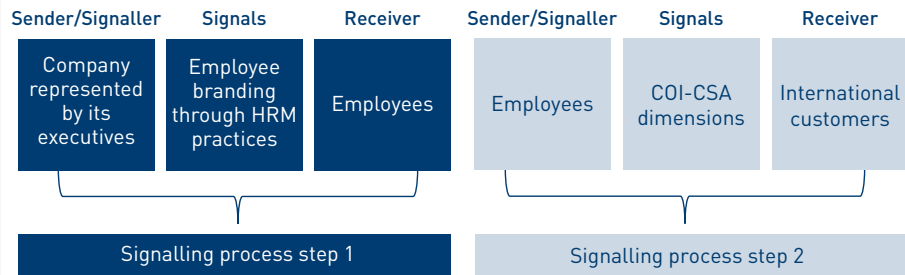 Sender/Signaller
Signals
Receiver
Sender/Signaller
Signals
Receiver
Company
represented
by its
executives
Employee
branding
through HRM
practices
Employees
Employees
COI-CSA
dimensions
International
customers
Signalling process step 1
Signalling process step 2